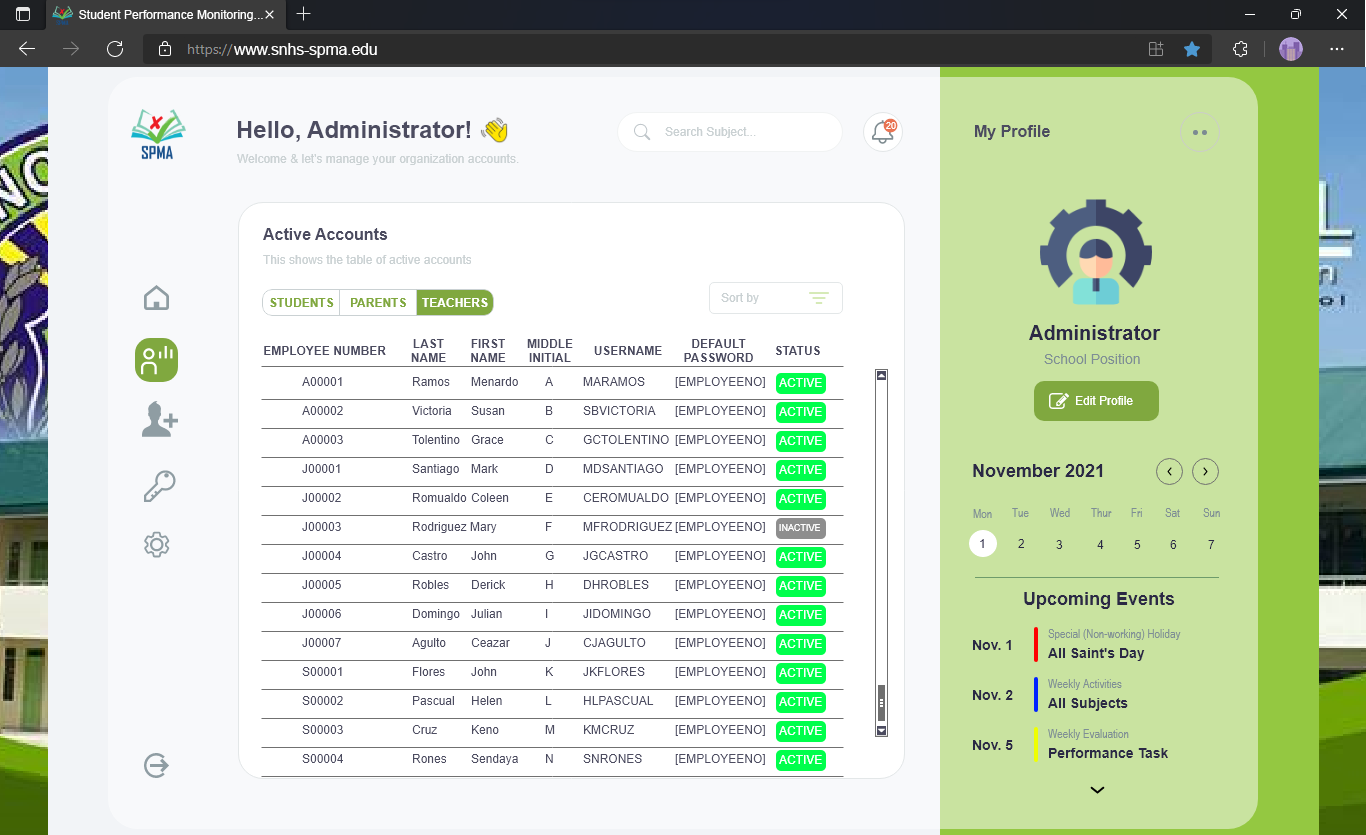 Student Performance Monitoring...
https://www.snhs-spma.edu
SPMA
Hello, Administrator!
Welcome & let's manage your organization accounts.
Search Subject...
20
Active Accounts
This shows the table of active accounts
STUDENTS PARENTS TEACHERS
Sort by
EMPLOYEE NUMBER LAST NAME FIRST NAME MIDDLE INITIAL USERNAME DEFAULT PASSWORD STATUS
A00001 Ramos Menardo A MARAMOS [EMPLOYEENO] ACTIVE
A00002 Victoria Susan B SBVICTORIA [EMPLOYEENO] ACTIVE
A00003 Tolentino Grace C GCTOLENTINO [EMPLOYEENO] ACTIVE
J00001 Santiago Mark D MDSANTIAGO [EMPLOYEENO] ACTIVE
J00002 Romualdo Coleen E CEROMUALDO [EMPLOYEENO] ACTIVE
J00003 Rodriguez Mary F MFRODRIGUEZ [EMPLOYEENO] INACTIVE
J00004 Castro John G JGCASTRO [EMPLOYEENO] ACTIVE
J00005 Robles Derick H DHROBLES [EMPLOYEENO] ACTIVE
J00006 Domingo Julian I JIDOMINGO [EMPLOYEENO] ACTIVE
J00007 Agulto Ceazar J CJAGULTO [EMPLOYEENO] ACTIVE
S00001 Flores John K JKFLORES [EMPLOYEENO] ACTIVE
S00002 Pascual Helen L HLPASCUAL [EMPLOYEENO] ACTIVE
S00003 Cruz Keno M KMCRUZ [EMPLOYEENO] ACTIVE
S00004 Rones Sendaya N SNRONES [EMPLOYEENO] ACTIVE
My Profile
Administrator
School Position
Edit Profile
November 2021
Mon Tue Wed Thur Fri Sat Sun
1 2 3 4 5 6 7
Upcoming Events
Nov. 1
Special (Non-working) Holiday
All Saint's Day
Nov. 2
Weekly Activities
All Subjects
Nov. 5
Weekly Evaluation
Performance Task